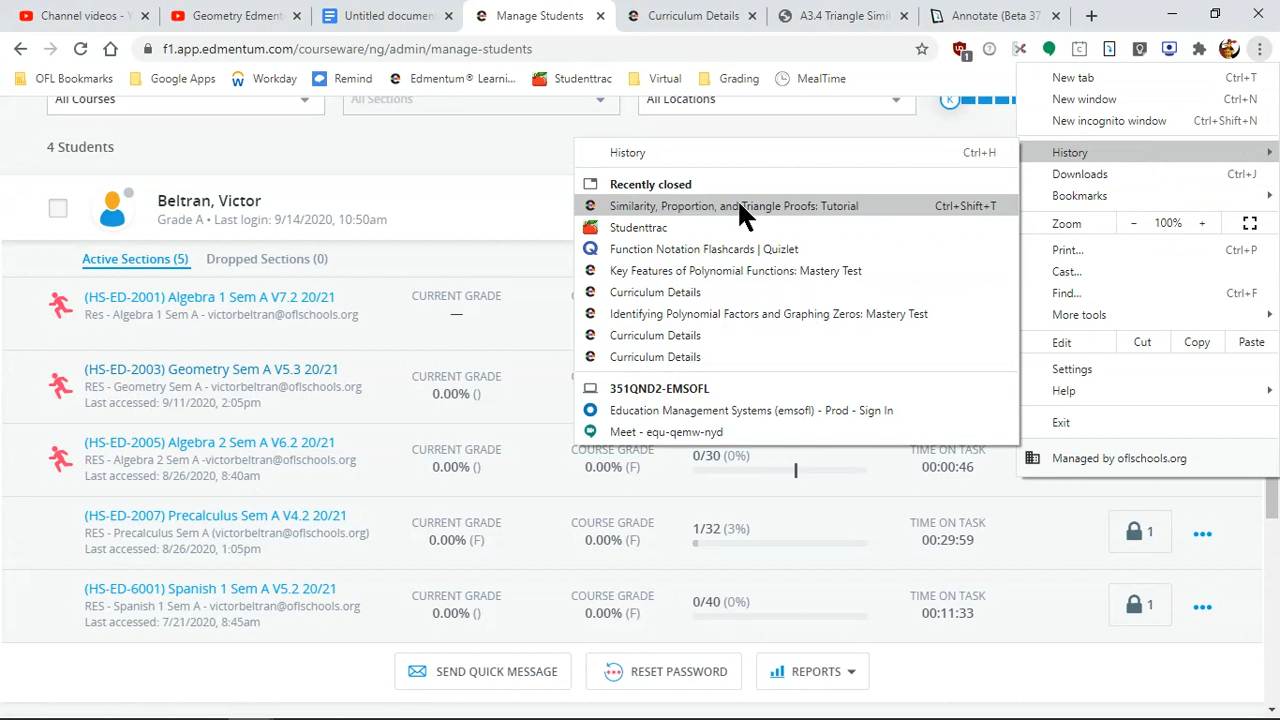 Channel videos - Y
Geometry Edment
Untitled documen
Manage Students
Curriculum Details
A3.4 Triangle Simi
Annotate (Beta 37
f1.app.edmentum.com/courseware/ng/admin/manage-students
1
OFL Bookmarks
Google Apps
Workday
Remind
Edmentum® Learni...
Studenttrac
Virtual
Grading
MealTime
All Courses
All Sections
All Locations
K
4 Students
Beltran, Victor
Grade A • Last login: 9/14/2020, 10:50am
Active Sections (5)
Dropped Sections (0)
(HS-ED-2001) Algebra 1 Sem A V7.2 20/21
Res - Algebra 1 Sem A - victorbeltran@oflschools.org
CURRENT GRADE
—
(HS-ED-2003) Geometry Sem A V5.3 20/21
RES - Geometry Sem A - victorbeltran@oflschools.org
Last accessed: 9/11/2020, 2:05pm
CURRENT GRADE
0.00% ()
(HS-ED-2005) Algebra 2 Sem A V6.2 20/21
RES - Algebra 2 Sem A - victorbeltran@oflschools.org
Last accessed: 8/26/2020, 8:40am
CURRENT GRADE
0.00% ()
COURSE GRADE
0.00% (F)
0/30 (0%)
TIME ON TASK
00:00:46
(HS-ED-2007) Precalculus Sem A V4.2 20/21
RES - Precalculus Sem A (victorbeltran@oflschools.org)
Last accessed: 8/26/2020, 1:05pm
CURRENT GRADE
0.00% (F)
COURSE GRADE
0.00% (F)
1/32 (3%)
TIME ON TASK
00:29:59
1
(HS-ED-6001) Spanish 1 Sem A V5.2 20/21
RES - Spanish 1 Sem A - victorbeltran@oflschools.org
Last accessed: 7/21/2020, 8:45am
CURRENT GRADE
0.00% ()
COURSE GRADE
0.00% (F)
0/40 (0%)
TIME ON TASK
00:11:33
1
SEND QUICK MESSAGE
RESET PASSWORD
REPORTS
History Ctrl+H
Recently closed
Similarity, Proportion, and Triangle Proofs: Tutorial Ctrl+Shift+T
Studenttrac
Function Notation Flashcards | Quizlet
Key Features of Polynomial Functions: Mastery Test
Curriculum Details
Identifying Polynomial Factors and Graphing Zeros: Mastery Test
Curriculum Details
Curriculum Details
351QND2-EMSOFL
Education Management Systems (emsofl) - Prod - Sign In
Meet - equ-qemw-nyd
New tab Ctrl+T
New window Ctrl+N
New incognito window Ctrl+Shift+N
History
Downloads Ctrl+J
Bookmarks
Zoom - 100% +
Print... Ctrl+P
Cast...
Find... Ctrl+F
More tools
Edit Cut Copy Paste
Settings
Help
Exit
Managed by oflschools.org